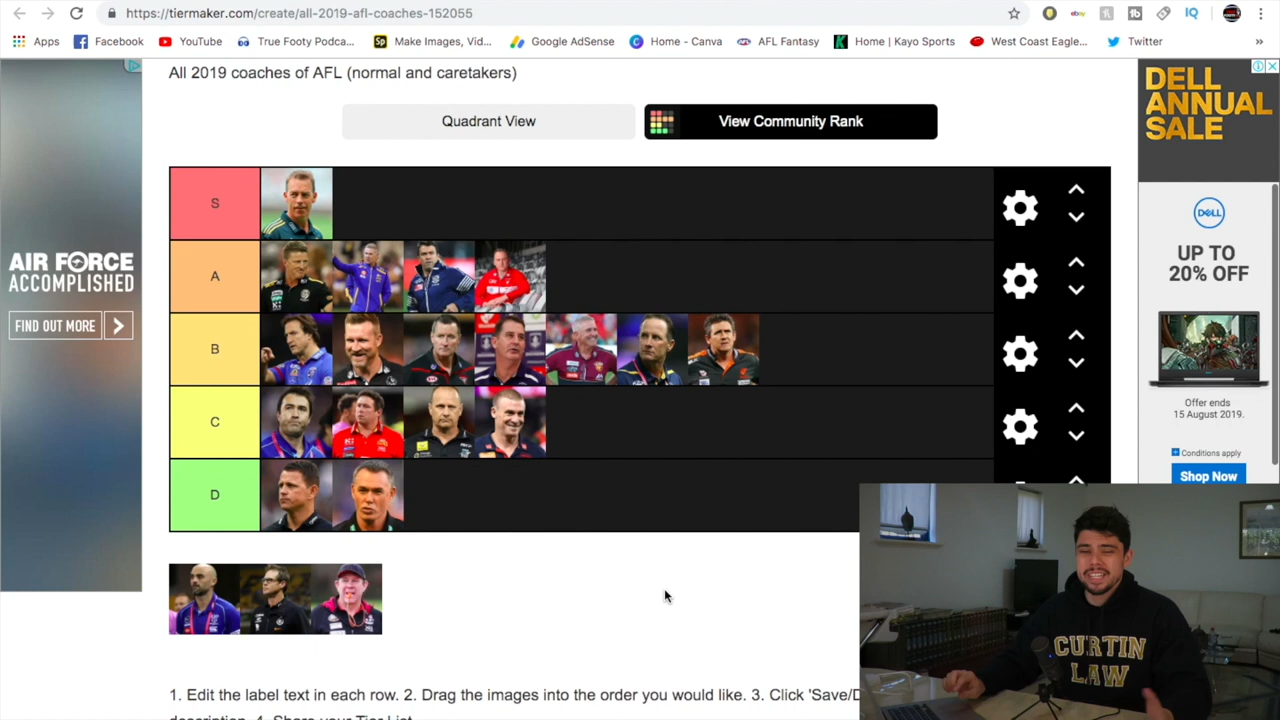 https://tiermaker.com/create/all-2019-afl-coaches-152055
Apps
Facebook
YouTube
True Footy Podca...
Make Images, Vid...
Google AdSense
Home - Canva
AFL Fantasy
Home | Kayo Sports
West Coast Eagle...
Twitter
»
All 2019 coaches of AFL (normal and caretakers)
Quadrant View
View Community Rank
S
A
B
C
D
AIR FORCE
ACCOMPLISHED
FIND OUT MORE
DELL
ANNUAL
SALE
DELL
UP TO
20% OFF
Offer ends
15 August 2019.
Conditions apply
Shop Now
CURTIN
LAW
1. Edit the label text in each row. 2. Drag the images into the order you would like. 3. Click 'Save/D